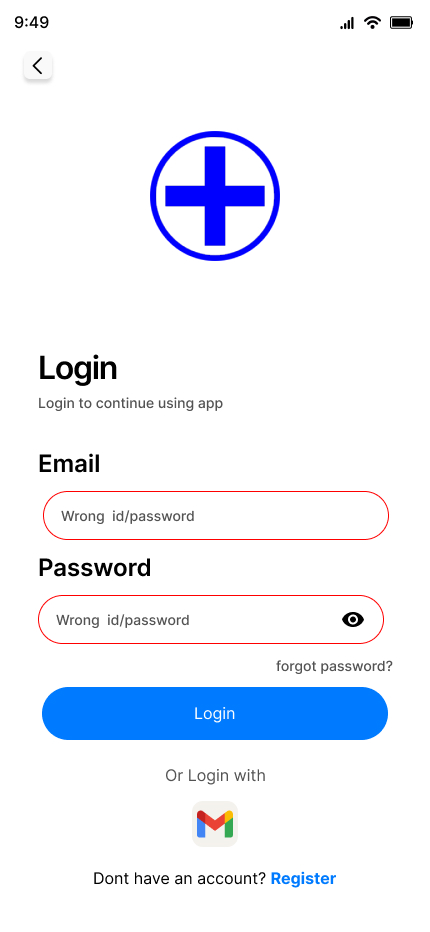 9:49
Login
Login to continue using app
Email
Wrong  id/password
Password
Wrong  id/password
forgot password?
Login
Or Login with
Dont have an account? Register